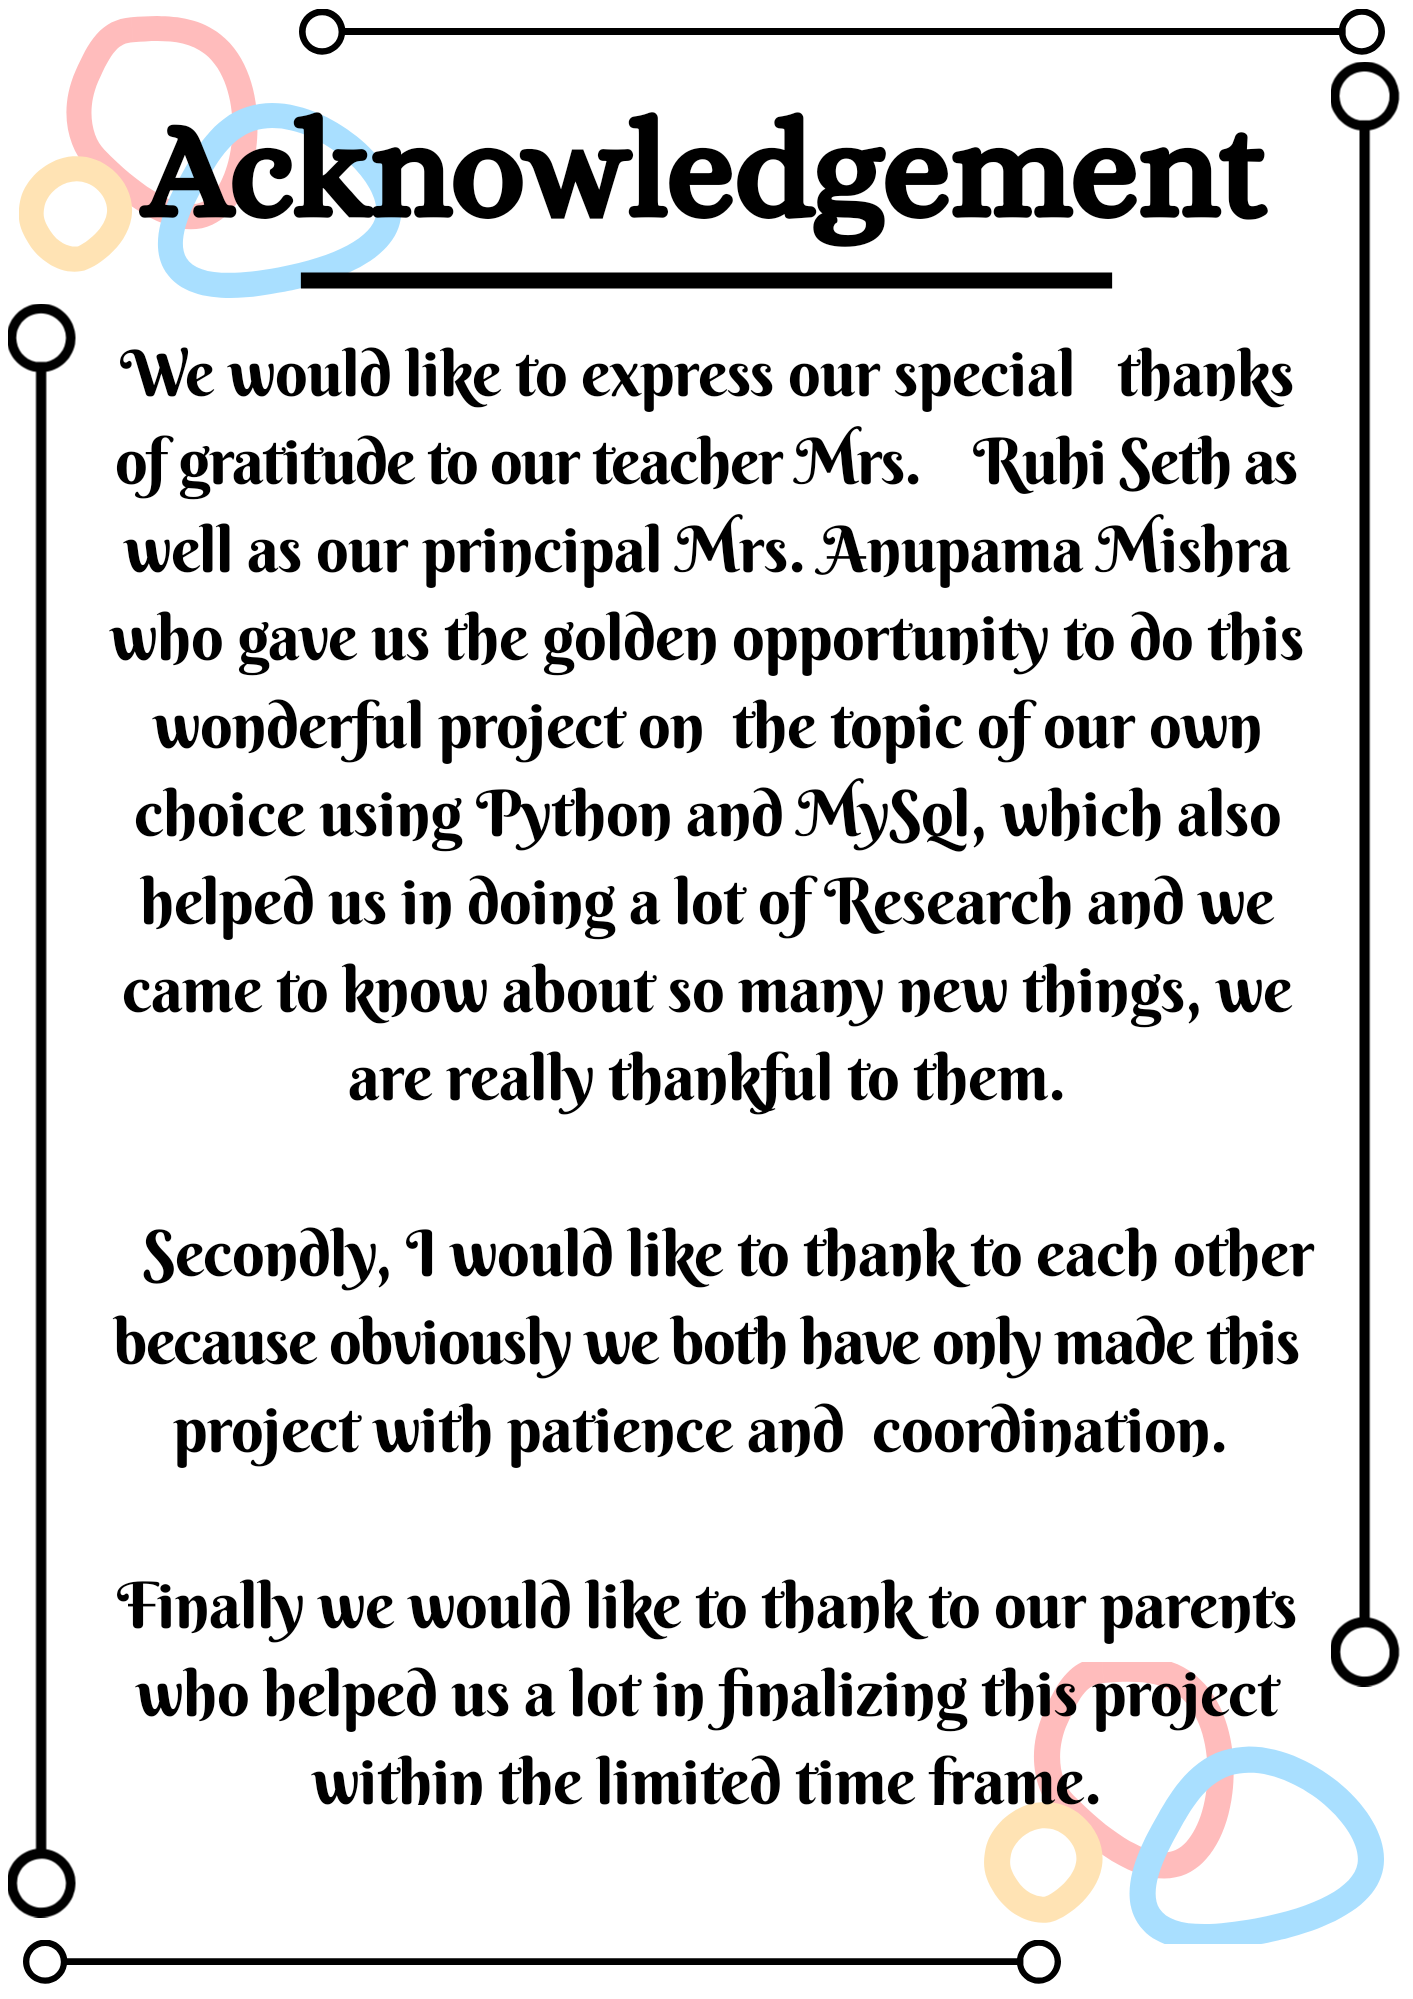 Acknowledgement
We would like to express our special thanks
of gratitude to our teacher Mrs. Ruhi Seth as
well as our principal Mrs. Anupama Mishra
who gave us the golden opportunity to do this
wonderful project on the topic of our own
choice using Python and MySql, which also
helped us in doing a lot of Research and we
came to know about so many new things, we
are really thankful to them.
Secondly, I would like to thank to each other
because obviously we both have only made this
project with patience and coordination.
Finally we would like to thank to our parents
who helped us a lot in finalizing this project
within the limited time frame.